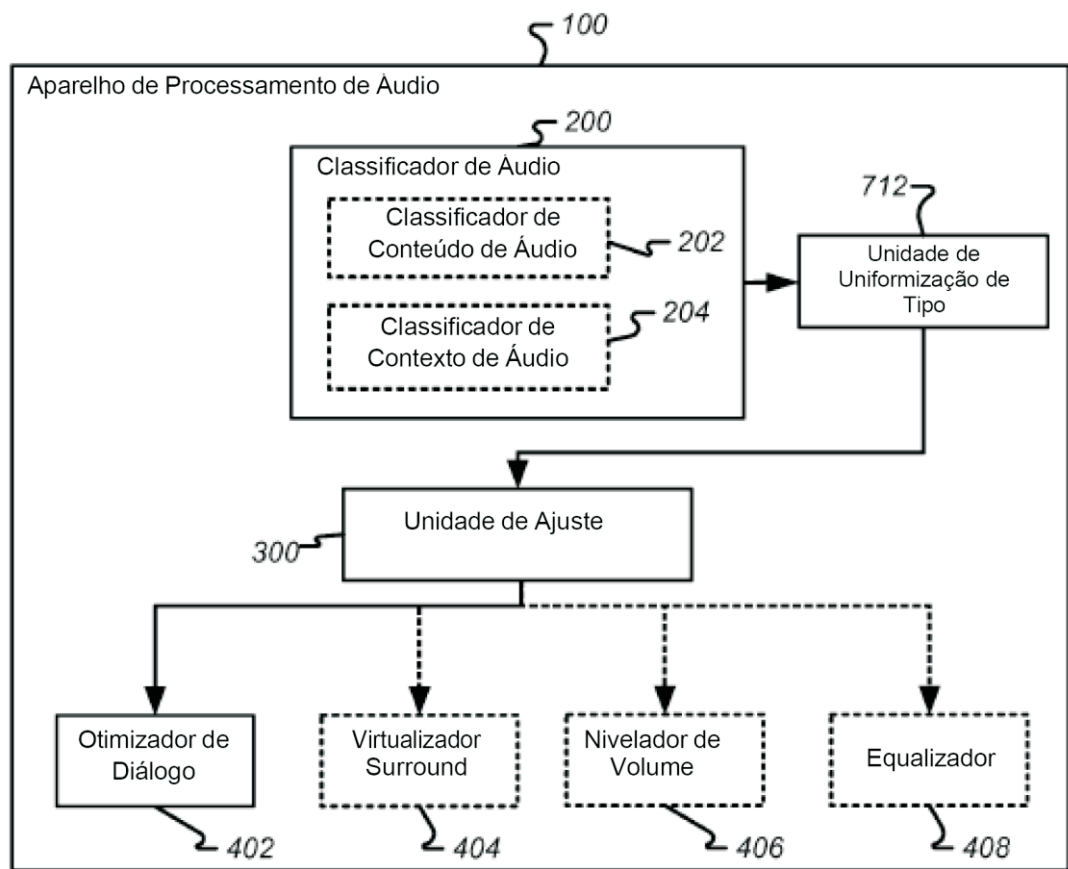 100
Aparelho de Processamento de Áudio
200
Classificador de Áudio
712
Classificador de
Conteúdo de Áudio
202
Unidade de
Uniformização de
Tipo
204
Classificador de
Contexto de Áudio
Unidade de Ajuste
300
Otimizador de
Diálogo
Virtualizador
Surround
Nivelador de
Volume
Equalizador
402
404
406
408